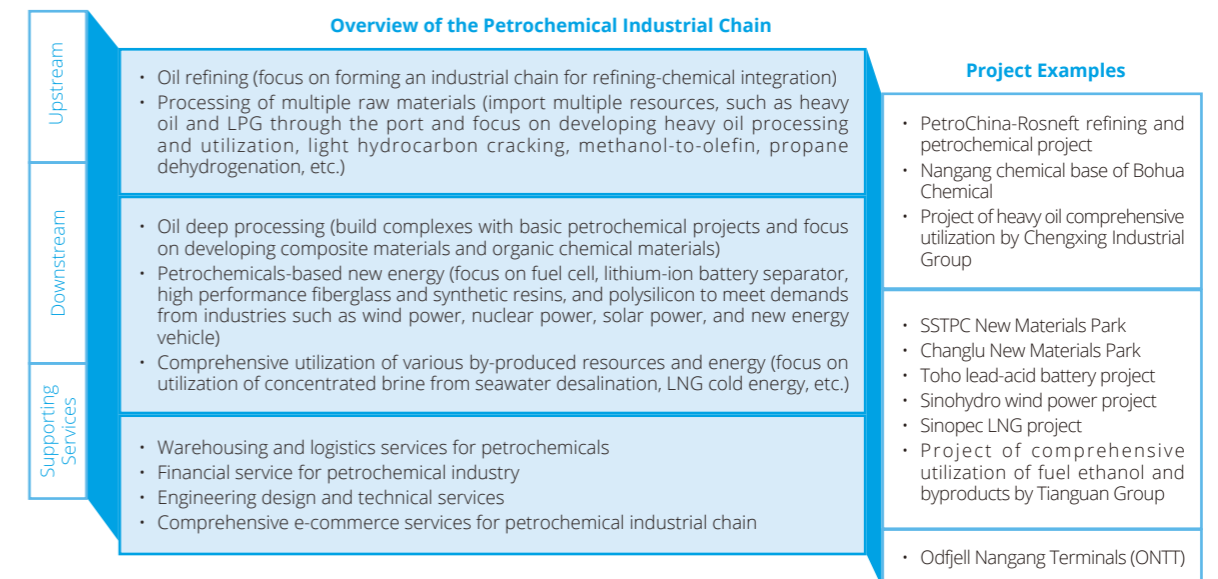 Overview of the Petrochemical Industrial Chain
Upstream
• Oil refining (focus on forming an industrial chain for refining-chemical integration)
• Processing of multiple raw materials (import multiple resources, such as heavy
oil and LPG through the port and focus on developing heavy oil processing
and utilization, light hydrocarbon cracking, methanol-to-olefin, propane
dehydrogenation, etc.)
Downstream
• Oil deep processing (build complexes with basic petrochemical projects and focus
on developing composite materials and organic chemical materials)
• Petrochemicals-based new energy (focus on fuel cell, lithium-ion battery separator,
high performance fiberglass and synthetic resins, and polysilicon to meet demands
from industries such as wind power, nuclear power, solar power, and new energy
vehicle)
• Comprehensive utilization of various by-produced resources and energy (focus on
utilization of concentrated brine from seawater desalination, LNG cold energy, etc.)
Supporting
Services
• Warehousing and logistics services for petrochemicals
• Financial service for petrochemical industry
• Engineering design and technical services
• Comprehensive e-commerce services for petrochemical industrial chain
Project Examples
• PetroChina-Rosneft refining and
petrochemical project
• Nangang chemical base of Bohua
Chemical
• Project of heavy oil comprehensive
utilization by Chengxing Industrial
Group
• SSTPC New Materials Park
• Changlu New Materials Park
• Toho lead-acid battery project
• Sinohydro wind power project
• Sinopec LNG project
• Project of comprehensive
utilization of fuel ethanol and
byproducts by Tianguan Group
• Odfjell Nangang Terminals (ONTT)